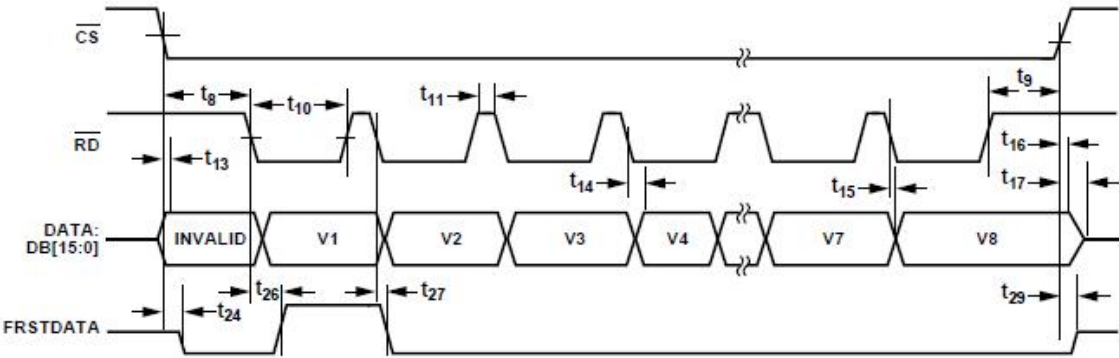 CS
t8
t10
t11
t9
RD
t13
t14
t15
t16
t17
DATA:
DB[15:0]
INVALID
V1
V2
V3
V4
V7
V8
t26
t27
t24
t29
FRSTDATA